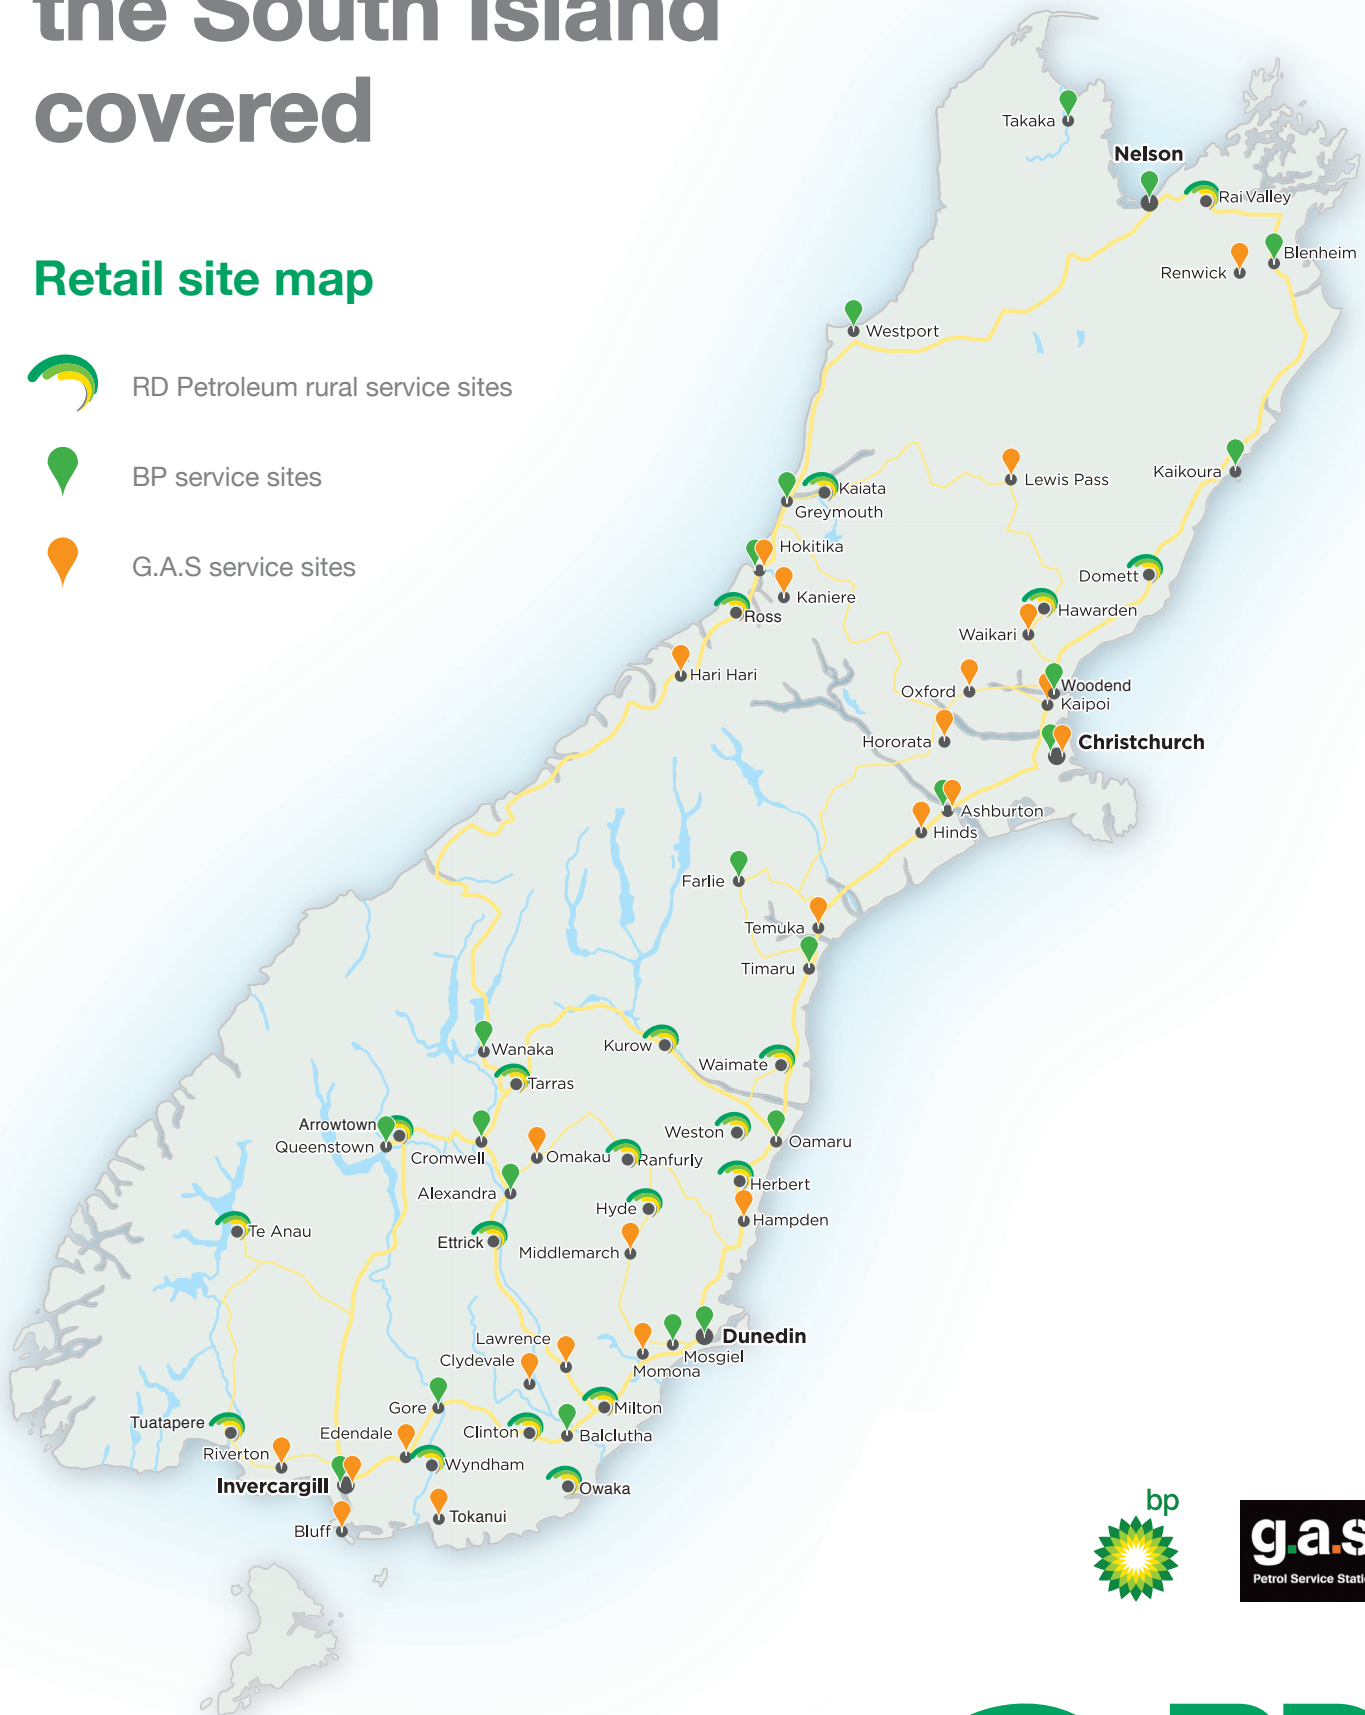 the South Island
covered
Retail site map
RD Petroleum rural service sites
BP service sites
G.A.S service sites
Takaka
Nelson
Rai Valley
Blenheim
Renwick
Westport
Kaikoura
Lewis Pass
Kaiata
Greymouth
Hokitika
Kaniere
Ross
Domett
Hawarden
Waikari
Hari Hari
Oxford
Woodend
Kaipoi
Hororata
Christchurch
Ashburton
Hinds
Farlie
Temuka
Timaru
Wanaka
Kurow
Waimate
Tarras
Arrowtown
Queenstown
Cromwell
Omakau
Ranfurly
Weston
Oamaru
Alexandra
Herbert
Hyde
Hampden
Te Anau
Ettrick
Middlemarch
Lawrence
Dunedin
Mosgiel
Clydevale
Momona
Gore
Milton
Tuatapere
Edendale
Clinton
Balclutha
Riverton
Wyndham
Invercargill
Owaka
Tokanui
Bluff
bp
g.a.s
Petrol Service Stati